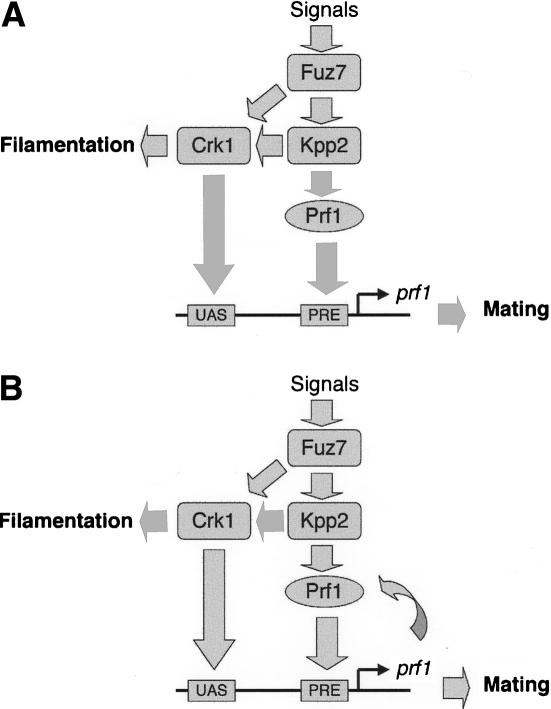 A
Signals
Fuz7
Filamentation Crk1 Kpp2
Prf1
prf1
UAS PRE Mating
B
Signals
Fuz7
Filamentation Crk1 Kpp2
Prf1
prf1
UAS PRE Mating